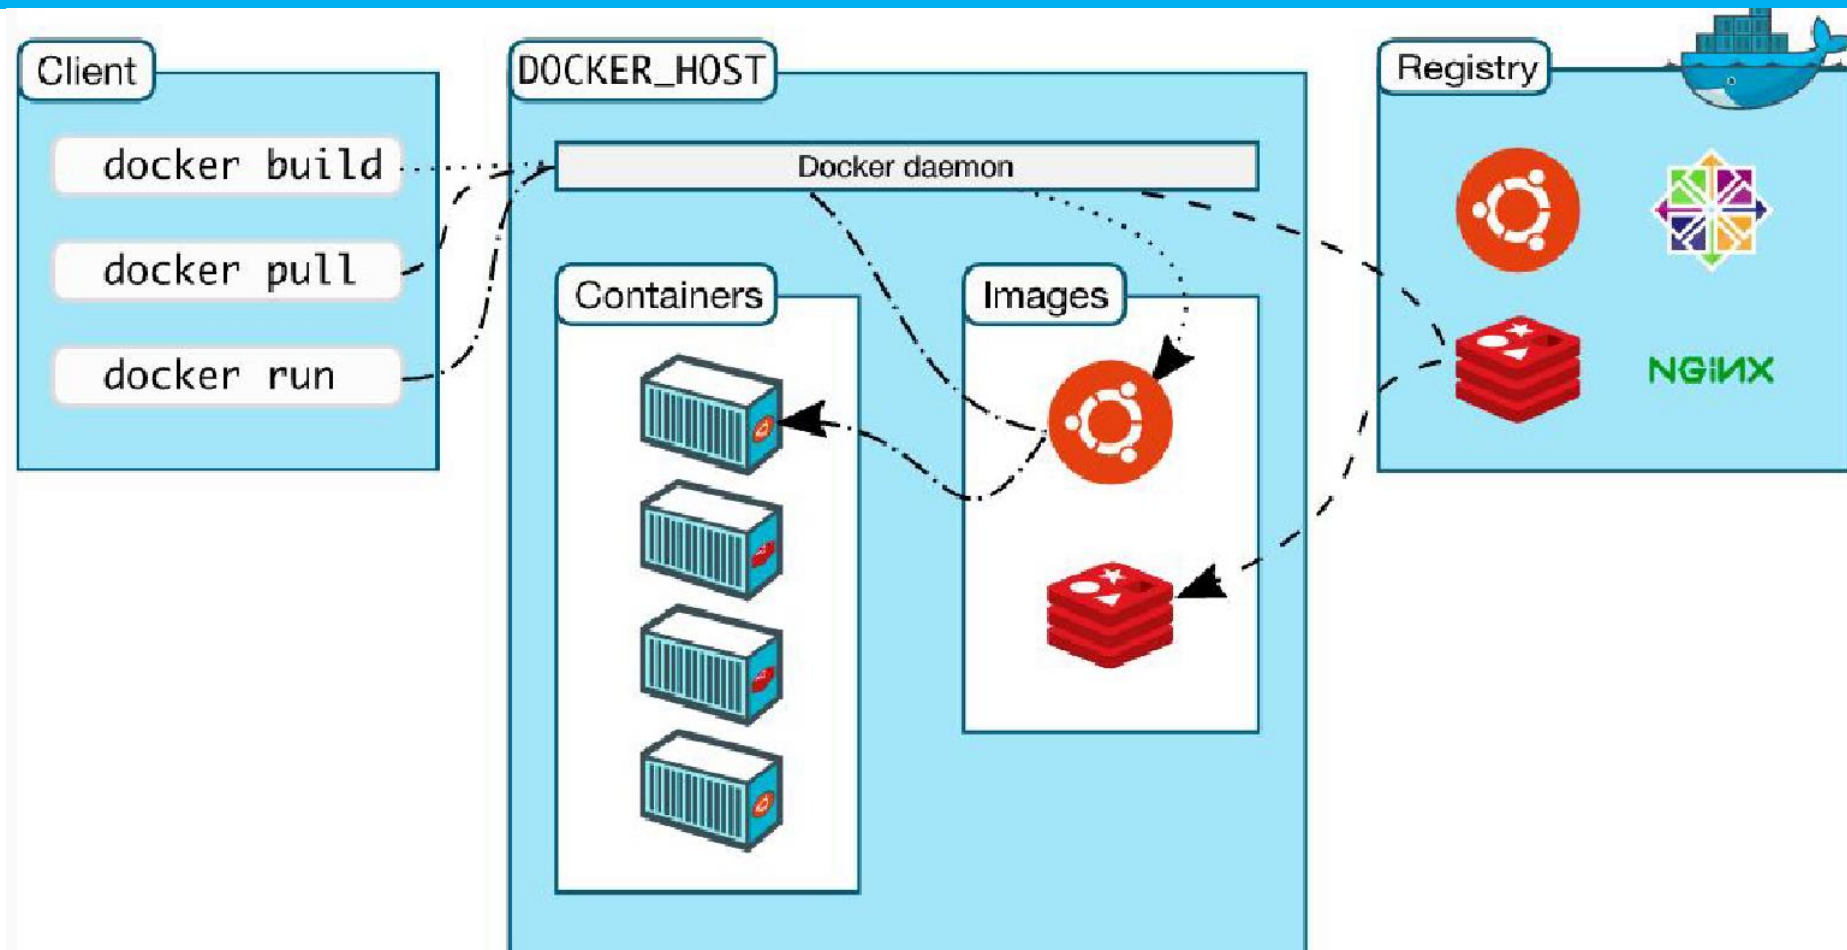 Client
docker build
docker pull
docker run
DOCKER_HOST
Docker daemon
Containers
Images
Registry
NGiNX